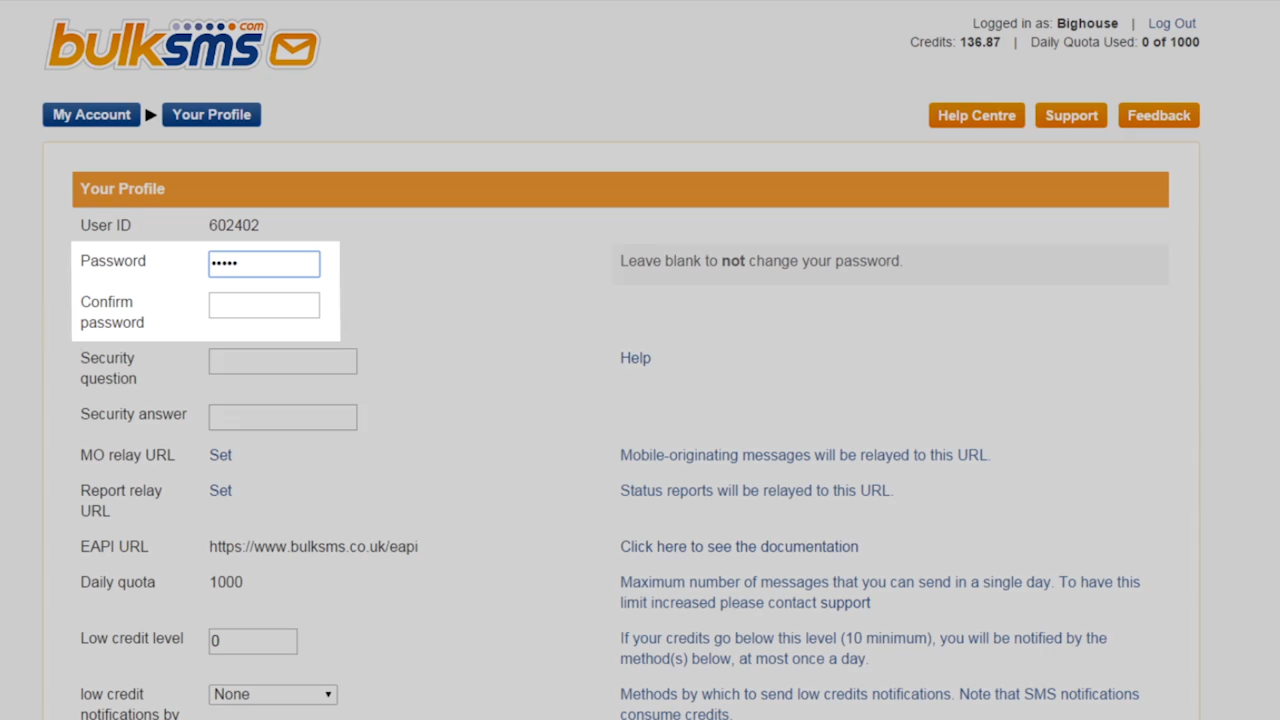 bulksms.com
Logged in as: Bighouse | Log Out
Credits: 136.87 | Daily Quota Used: 0 of 1000
My Account ▶ Your Profile
Help Centre Support Feedback
Your Profile
User ID 602402
Password ••••• Leave blank to not change your password.
Confirm
password
Security
question
Help
Security answer
MO relay URL Set Mobile-originating messages will be relayed to this URL.
Report relay
URL
Set Status reports will be relayed to this URL.
EAPI URL https://www.bulksms.co.uk/eapi Click here to see the documentation
Daily quota 1000 Maximum number of messages that you can send in a single day. To have this
limit increased please contact support
Low credit level 0 If your credits go below this level (10 minimum), you will be notified by the
method(s) below, at most once a day.
low credit
notifications by
None Methods by which to send low credits notifications. Note that SMS notifications
consume credits.